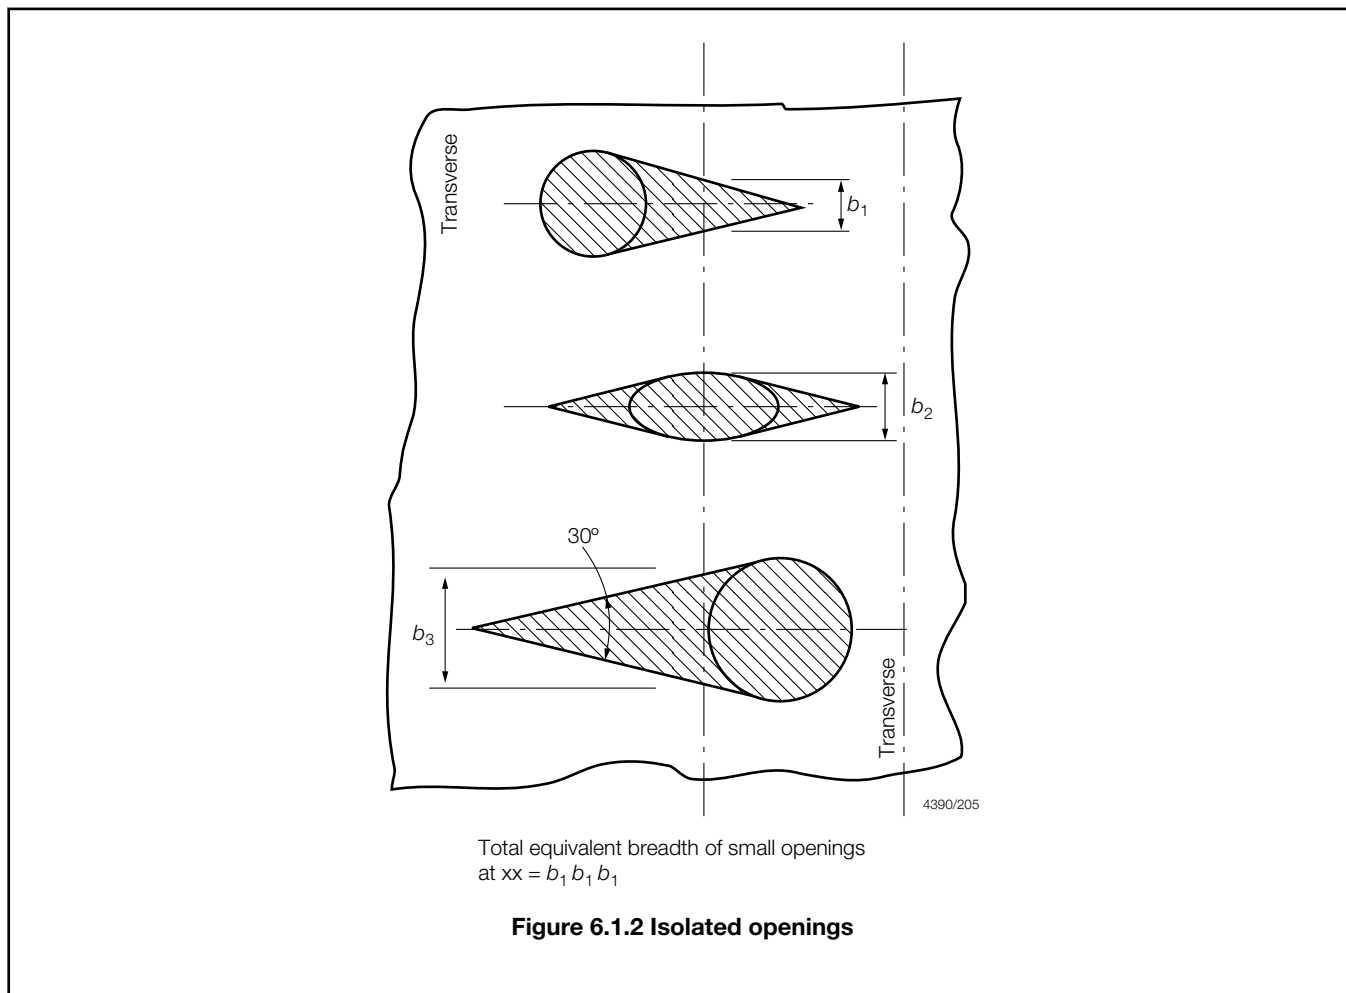 Transverse
b1
b2
30º
b3
Transverse
4390/205
Total equivalent breadth of small openings
at xx = b1 b1 b1
Figure 6.1.2 Isolated openings